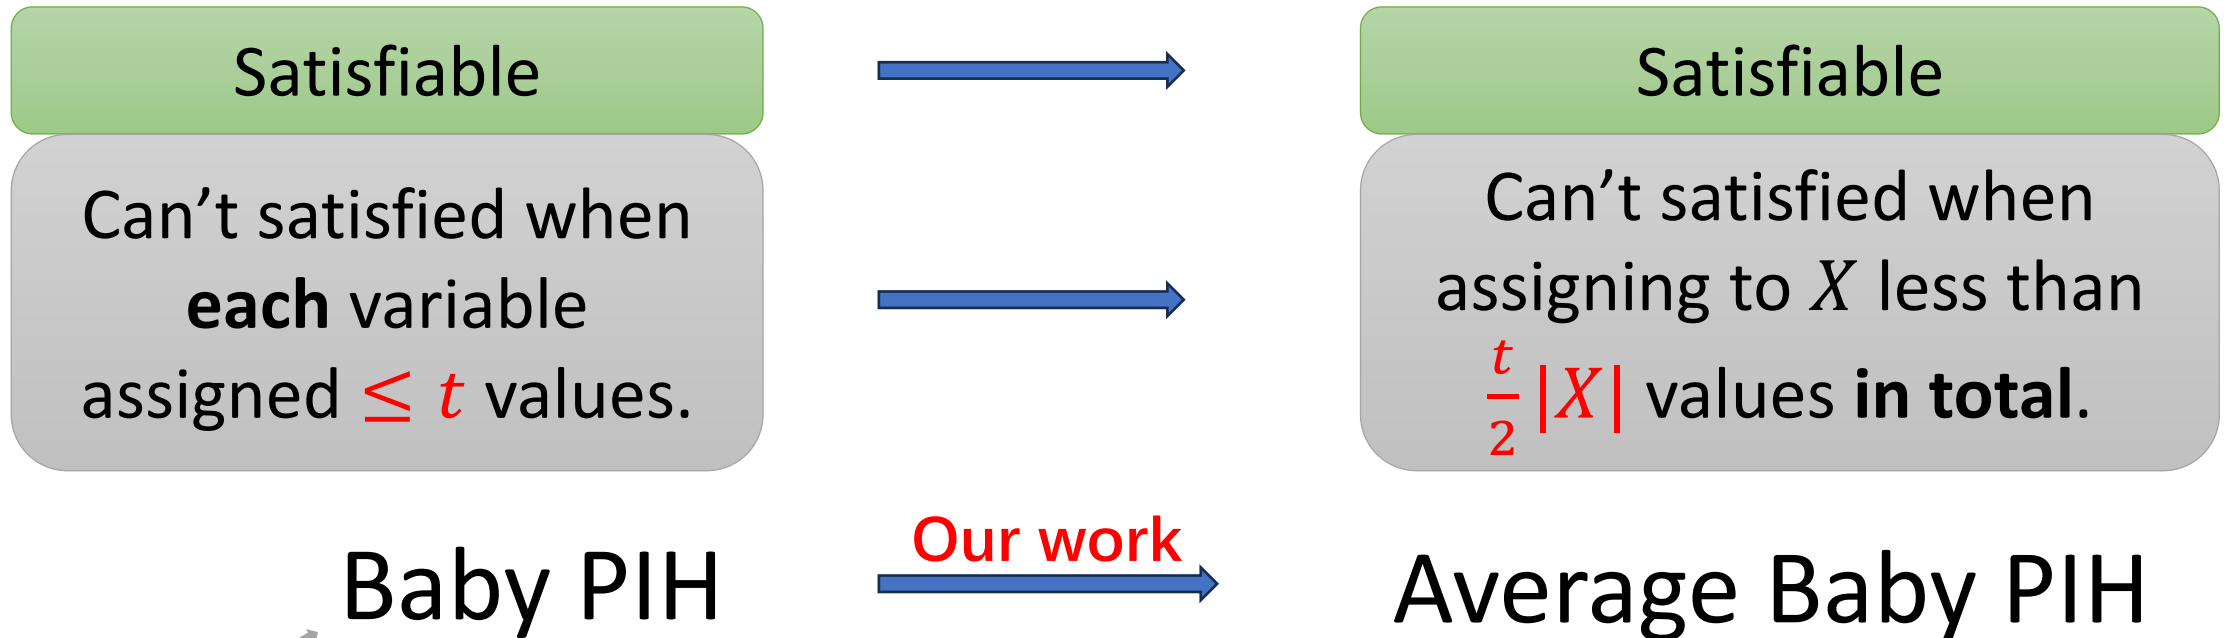 Satisfiable
Can't satisfied when
each variable
assigned ≤ t values.
Satisfiable
Can't satisfied when
assigning to X less than
t/2 |X| values in total.
Our work
Baby PIH
Average Baby PIH